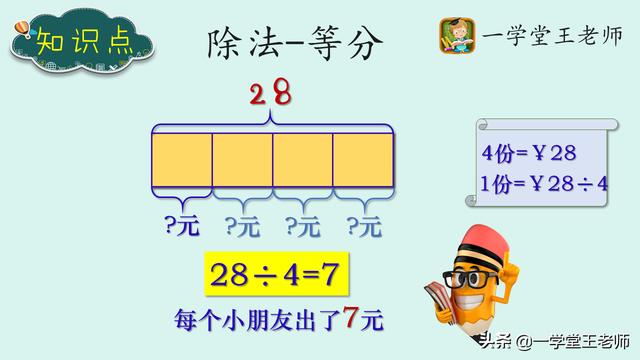 知识点
除法-等分
一学堂王老师
28
?元 ?元 ?元 ?元
4份=￥28
1份=￥28÷4
28÷4=7
每个小朋友出了7元
头条 @一学堂王老师